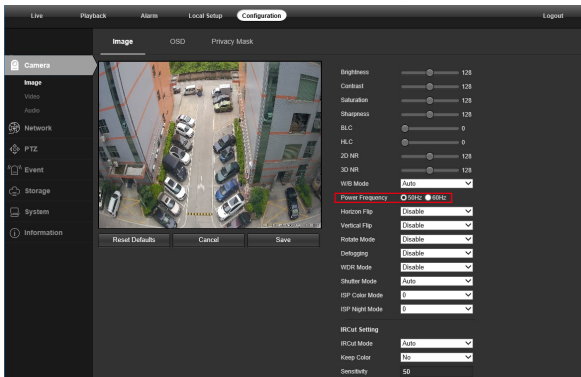 Live Playback Alarm Local Setup Configuration Logout
Image OSD Privacy Mask
Camera
Image
Video
Audio
Network
PTZ
Event
Storage
System
Information
Reset Defaults Cancel Save
Brightness 128
Contrast 128
Saturation 128
Sharpness 128
BLC 0
HLC 0
2D NR 128
3D NR 128
W/B Mode Auto
Power Frequency 50Hz 60Hz
Horizon Flip Disable
Vertical Flip Disable
Rotate Mode Disable
Defogging Disable
WDR Mode Disable
Shutter Mode Auto
ISP Color Mode 0
ISP Night Mode 0
IRCut Setting
IRCut Mode Auto
Keep Color No
Sensitivity 50